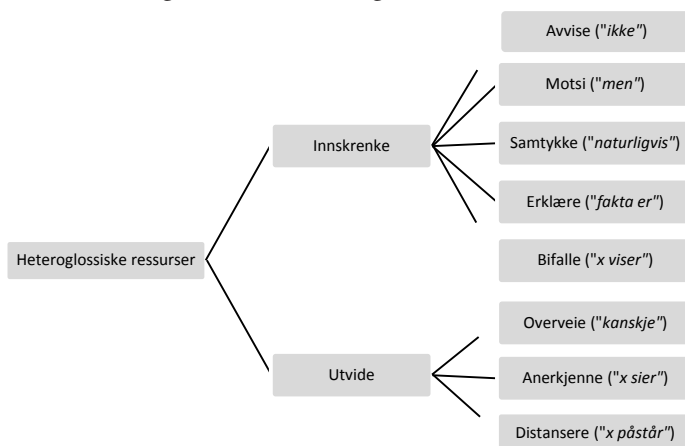 Avvise ("ikke")
Motsi ("men")
Innskrenke
Samtykke ("naturligvis")
Erklære ("fakta er")
Heteroglossiske ressurser
Bifalle ("x viser")
Overveie ("kanskje")
Utvide
Anerkjenne ("x sier")
Distansere ("x påstår")